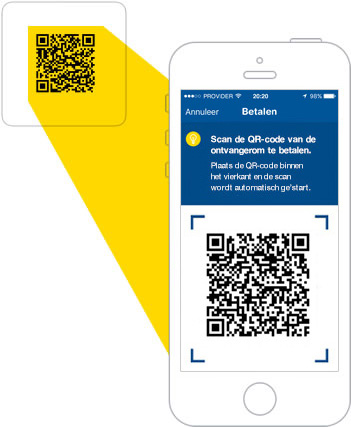 PROVIDER 20:20 98%
Annuleer Betalen
Scan de QR-code van de
ontvangerom te betalen.
Plaats de QR-code binnen
het vierkant en de scan
wordt automatisch ge'start.